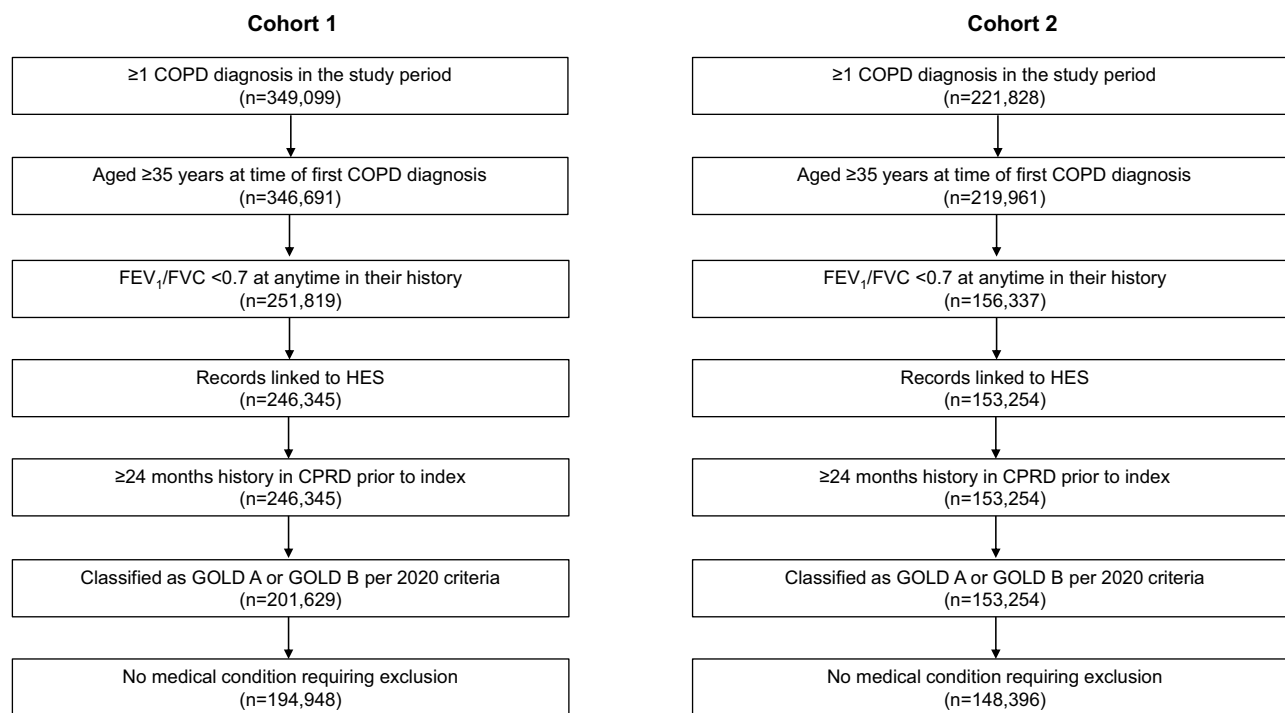 Cohort 1
≥1 COPD diagnosis in the study period
(n=349,099)
Aged ≥35 years at time of first COPD diagnosis
(n=346,691)
FEV₁/FVC <0.7 at anytime in their history
(n=251,819)
Records linked to HES
(n=246,345)
≥24 months history in CPRD prior to index
(n=246,345)
Classified as GOLD A or GOLD B per 2020 criteria
(n=201,629)
No medical condition requiring exclusion
(n=194,948)
Cohort 2
≥1 COPD diagnosis in the study period
(n=221,828)
Aged ≥35 years at time of first COPD diagnosis
(n=219,961)
FEV₁/FVC <0.7 at anytime in their history
(n=156,337)
Records linked to HES
(n=153,254)
≥24 months history in CPRD prior to index
(n=153,254)
Classified as GOLD A or GOLD B per 2020 criteria
(n=153,254)
No medical condition requiring exclusion
(n=148,396)